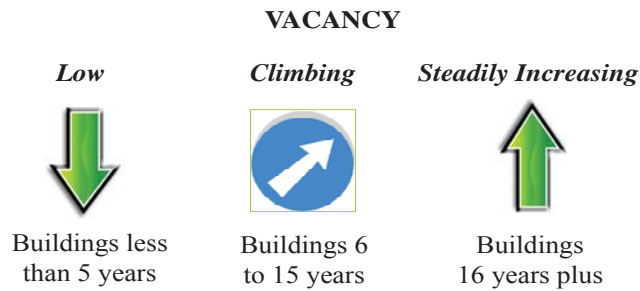 VACANCY
Low
Climbing
Steadily Increasing
Buildings less
than 5 years
Buildings 6
to 15 years
Buildings
16 years plus